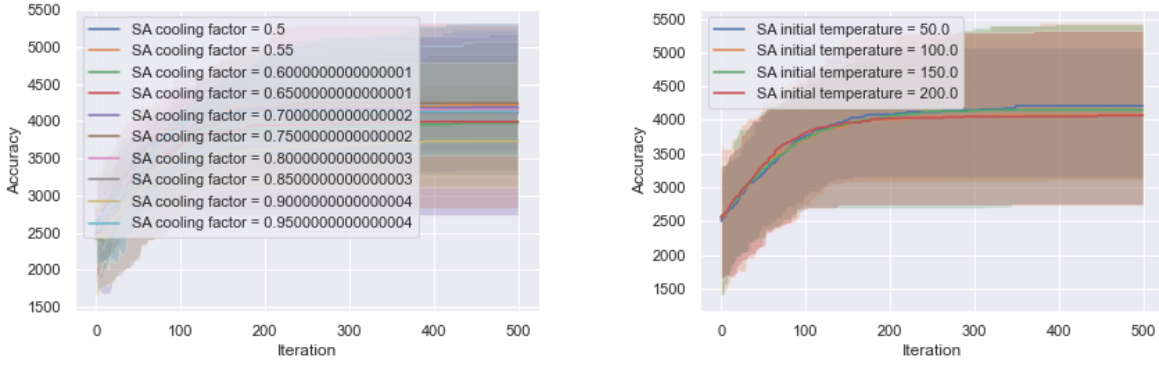 5500
5000
4500
4000
3500
3000
2500
2000
1500
Accuracy
SA cooling factor = 0.5
SA cooling factor = 0.55
SA cooling factor = 0.6000000000000001
SA cooling factor = 0.6500000000000001
SA cooling factor = 0.7000000000000002
SA cooling factor = 0.7500000000000002
SA cooling factor = 0.8000000000000003
SA cooling factor = 0.8500000000000003
SA cooling factor = 0.9000000000000004
SA cooling factor = 0.9500000000000004
0 100 200 300 400 500
Iteration
5500
5000
4500
4000
3500
3000
2500
2000
1500
Accuracy
SA initial temperature = 50.0
SA initial temperature = 100.0
SA initial temperature = 150.0
SA initial temperature = 200.0
0 100 200 300 400 500
Iteration